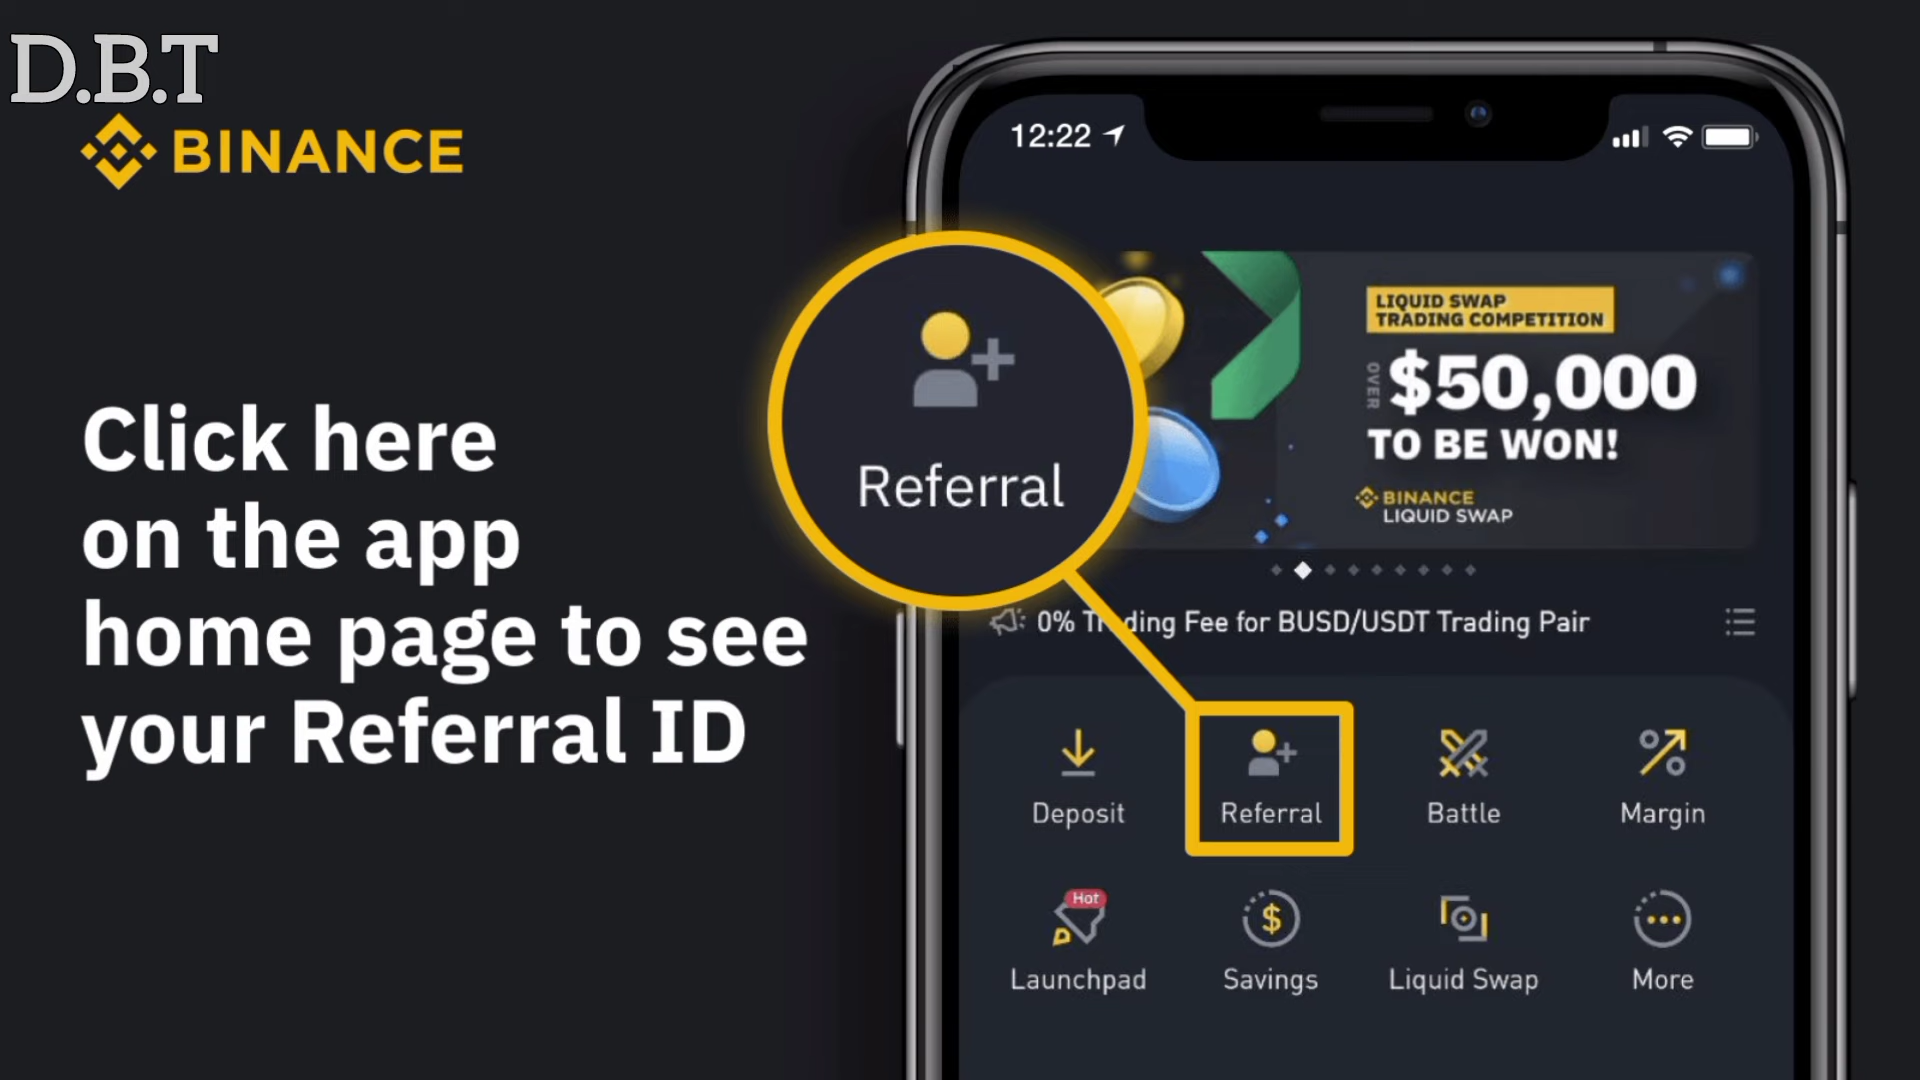 D.B.T
BINANCE
Click here
on the app
home page to see
your Referral ID
12:22
Referral
LIQUID SWAP
TRADING COMPETITION
OVER
$50,000
TO BE WON!
BINANCE
LIQUID SWAP
0% Trading Fee for BUSD/USDT Trading Pair
Deposit
Referral
Battle
Margin
Hot
Launchpad
Savings
Liquid Swap
More